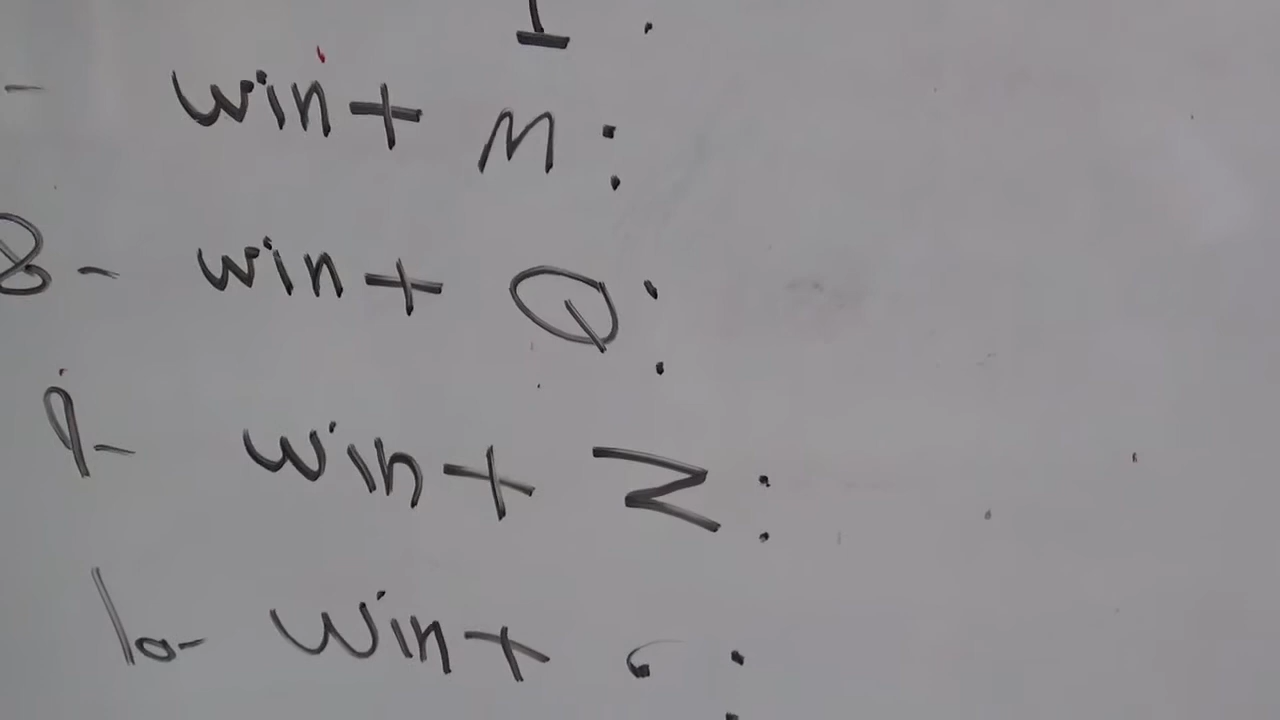 I :
- win + M :
8 - win + Q :
9 - win + Z :
10 - win + :